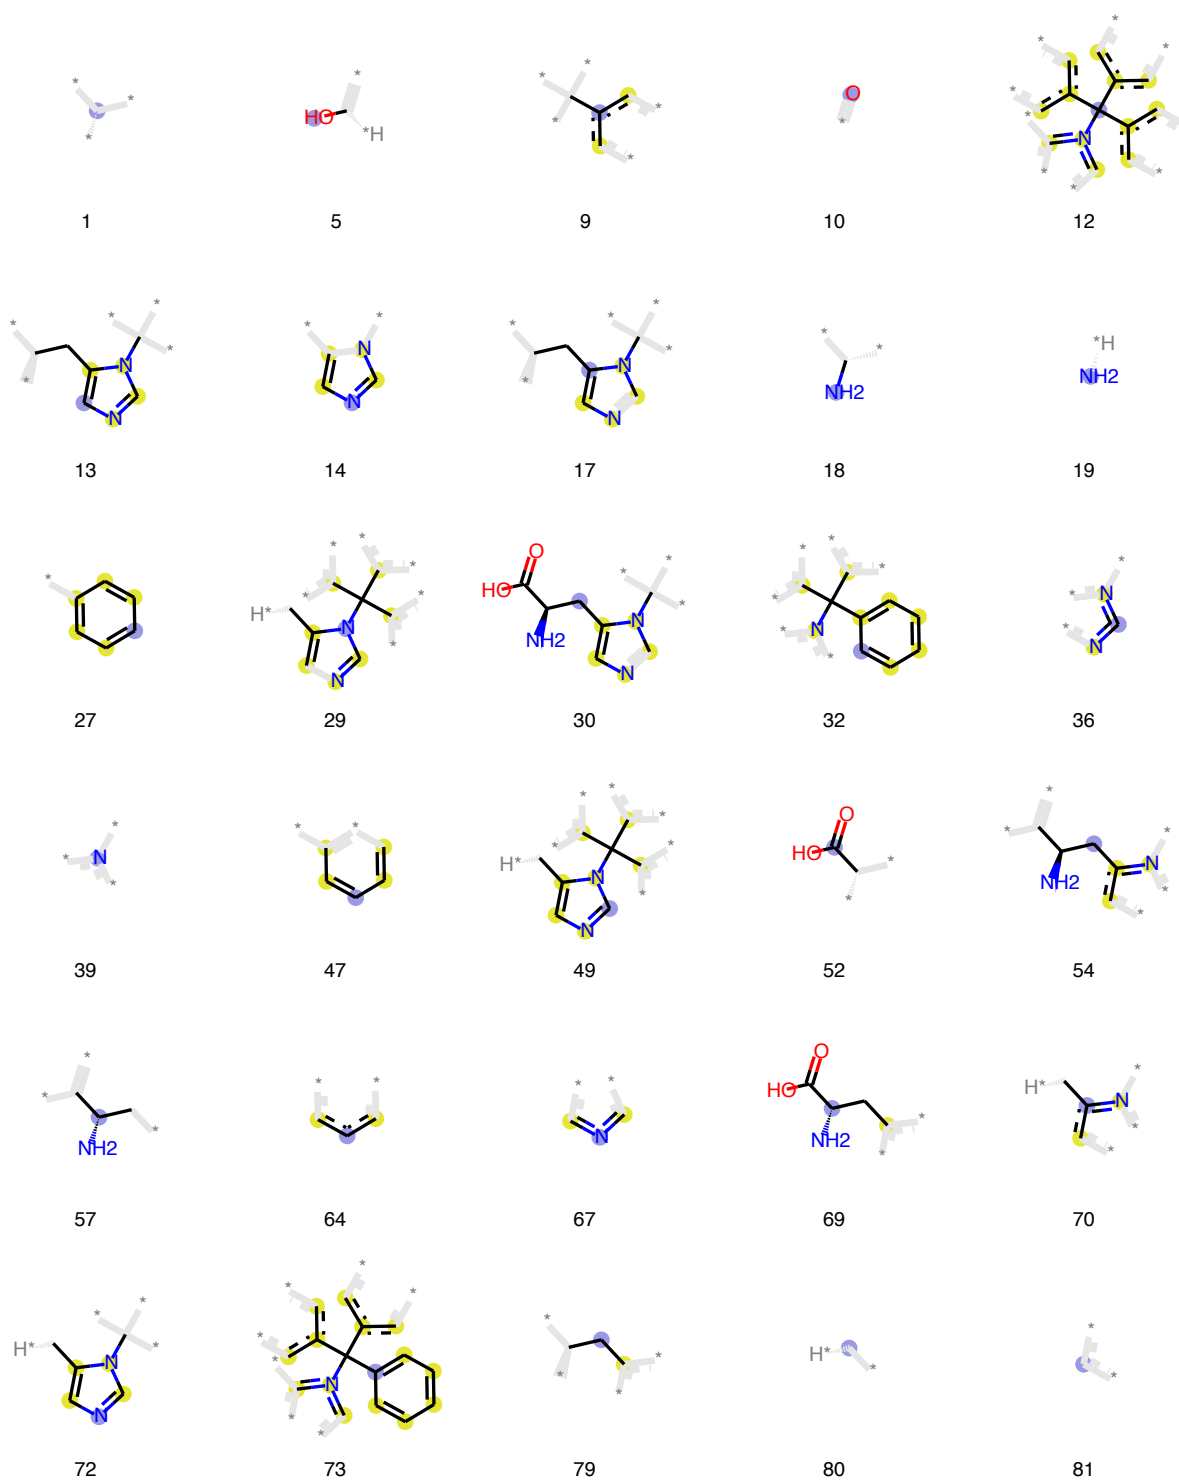 * * *
HO * *H
* * * *
O *
* * * * * * * N * *
1 5 9 10 12
* * * * * N N
* * N N
* * * * * N N
* * NH2
*H NH2
13 14 17 18 19
*
H* * * * N N
O HO NH2 * * * N N
* * * * N
* * N N
27 29 30 32 36
* * * N
* *
H* * * * N N
O HO * *
* * NH2 N * * *
39 47 49 52 54
* * * NH2
* *
* * N
O HO NH2 * *
H* * N * *
57 64 67 69 70
H* * * * N N
* * * * * * * N
* * * *
H* *
* *
72 73 79 80 81